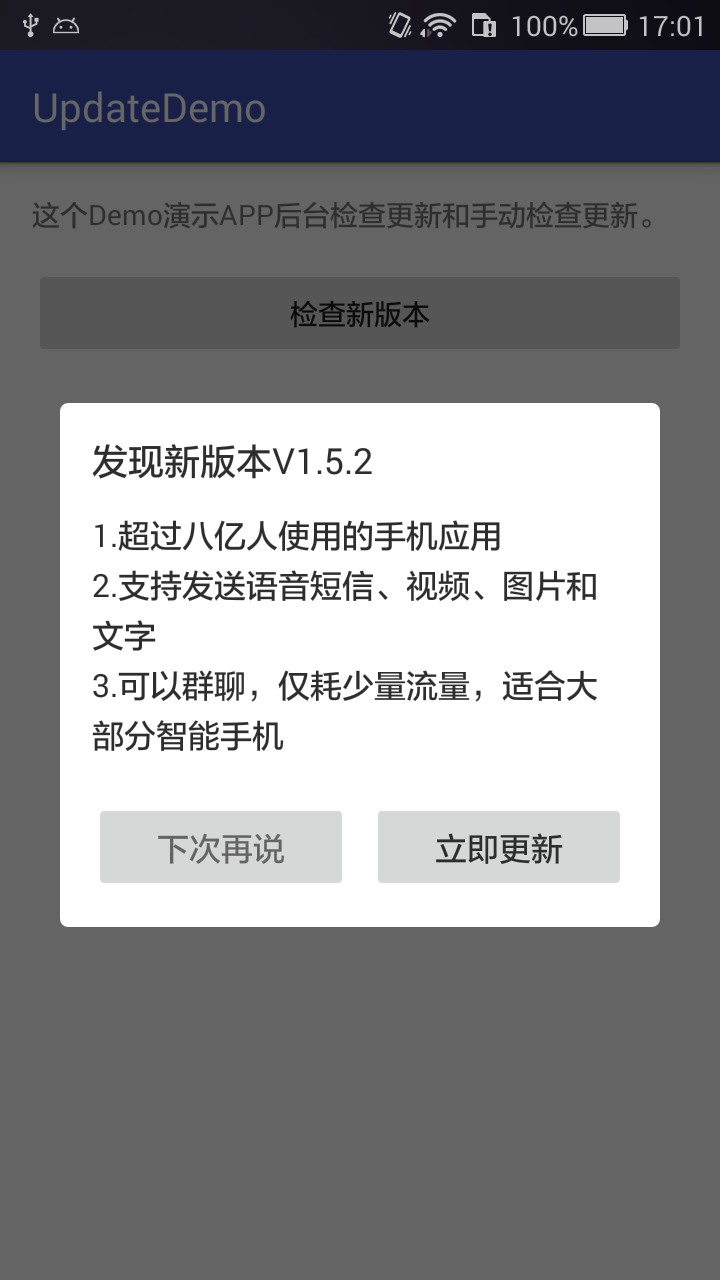 100% 17:01
UpdateDemo
这个Demo演示APP后台检查更新和手动检查更新。
检查新版本
发现新版本V1.5.2
1.超过八亿人使用的手机应用
2.支持发送语音短信、视频、图片和
文字
3.可以群聊，仅耗少量流量，适合大
部分智能手机
下次再说 立即更新